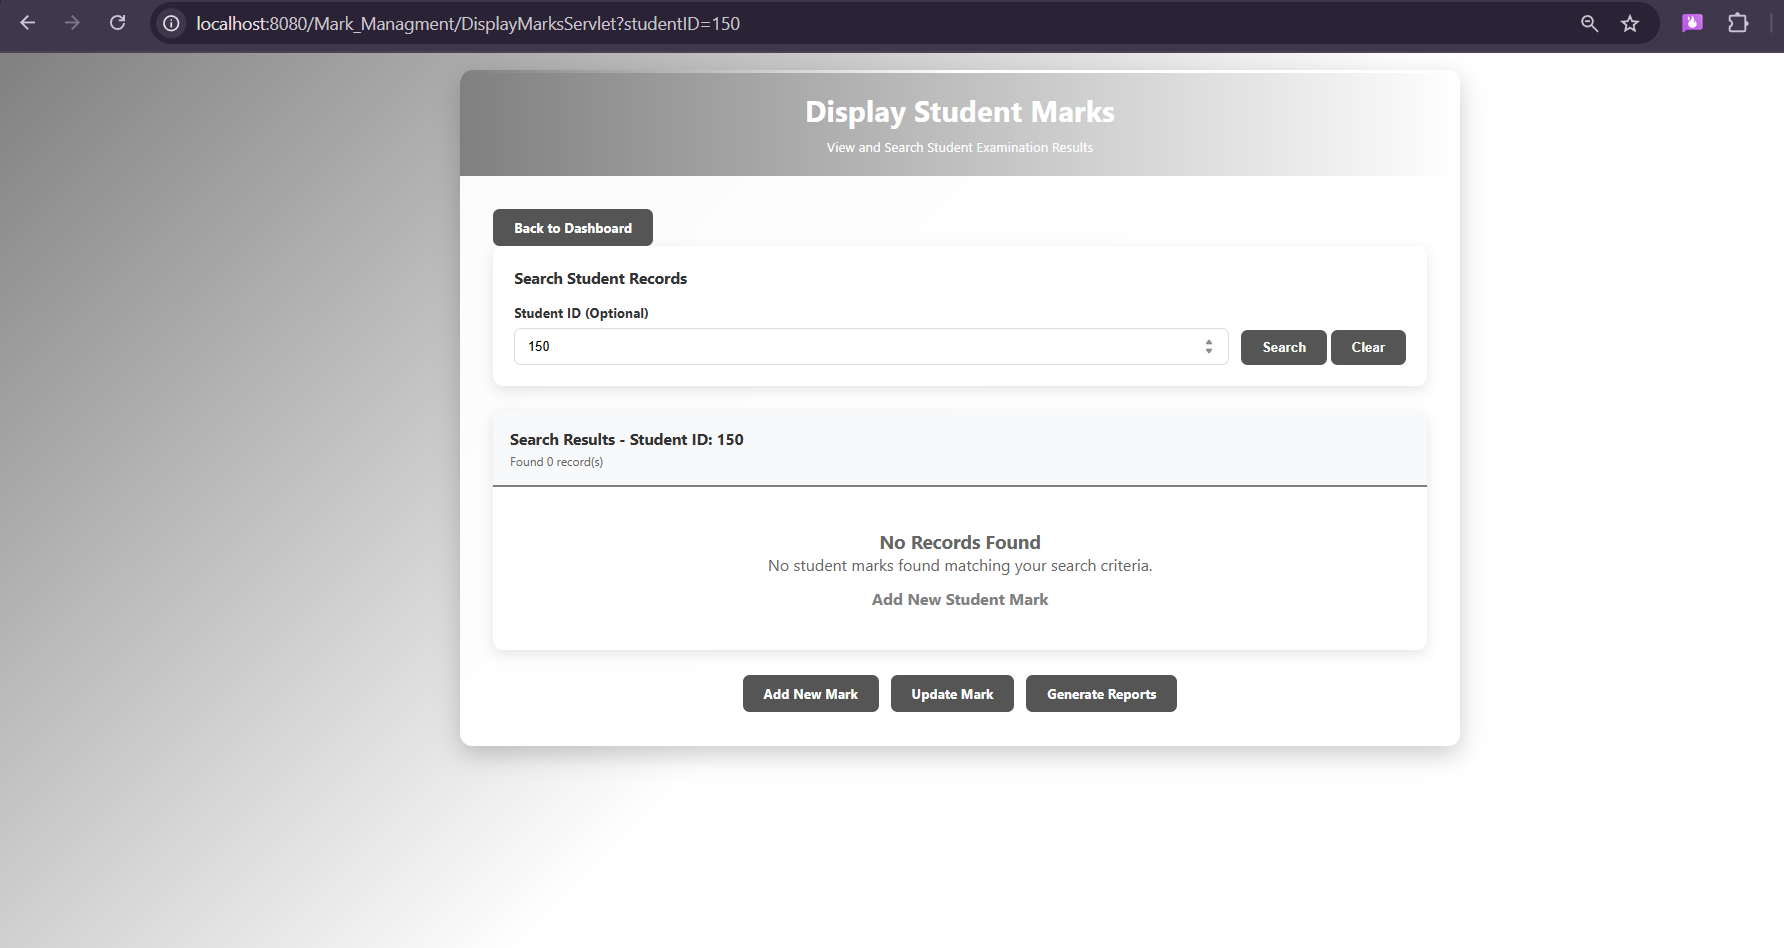 localhost:8080/Mark_Managment/DisplayMarksServlet?studentID=150
Display Student Marks
View and Search Student Examination Results
Back to Dashboard
Search Student Records
Student ID (Optional)
150
Search
Clear
Search Results - Student ID: 150
Found 0 record(s)
No Records Found
No student marks found matching your search criteria.
Add New Student Mark
Add New Mark
Update Mark
Generate Reports